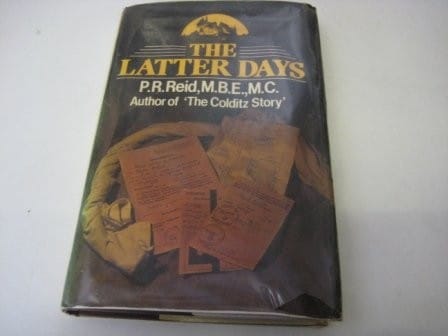 THE
LATTER DAYS
P.R.Reid,M.B.E.,M.C.
Author of 'The Colditz Story'